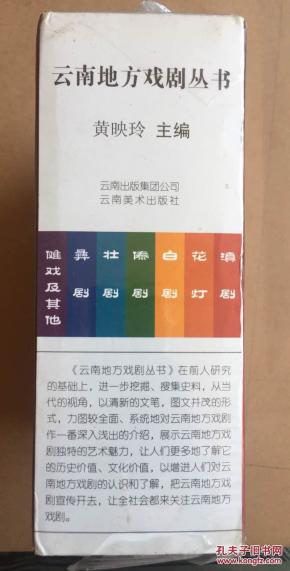 云南地方戏剧丛书
黄映玲 主编
云南出版集团公司
云南美术出版社
滇剧
花灯
白剧
傣剧
壮剧
彝剧
傩戏及其他
《云南地方戏剧丛书》在前人研究
的基础上，进一步挖掘、搜集史料，从当
代的视角，以清新的文笔，图文并茂的形
式，力图较全面、系统地对云南地方戏剧
作一番深入浅出的介绍，展示云南地方戏
剧独特的艺术魅力，让人们更多地了解它
的历史价值、文化价值，以增进人们对云
南地方戏剧的认识和了解，把云南地方戏
剧宣传开去，让全社会都来关注云南地方
戏剧。
孔夫子旧书网